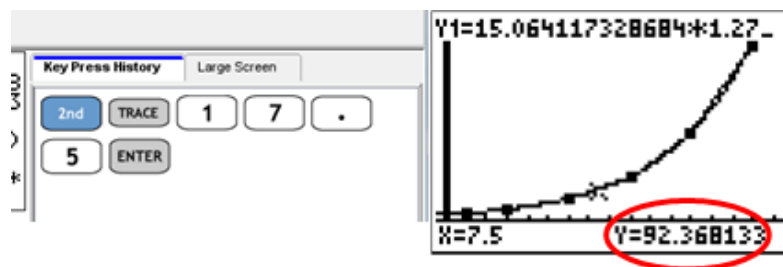 Key Press History
Large Screen
2nd TRACE 1 7 .
5 ENTER
Y1=15.064117328684*1.27_
X=7.5 Y=92.368133